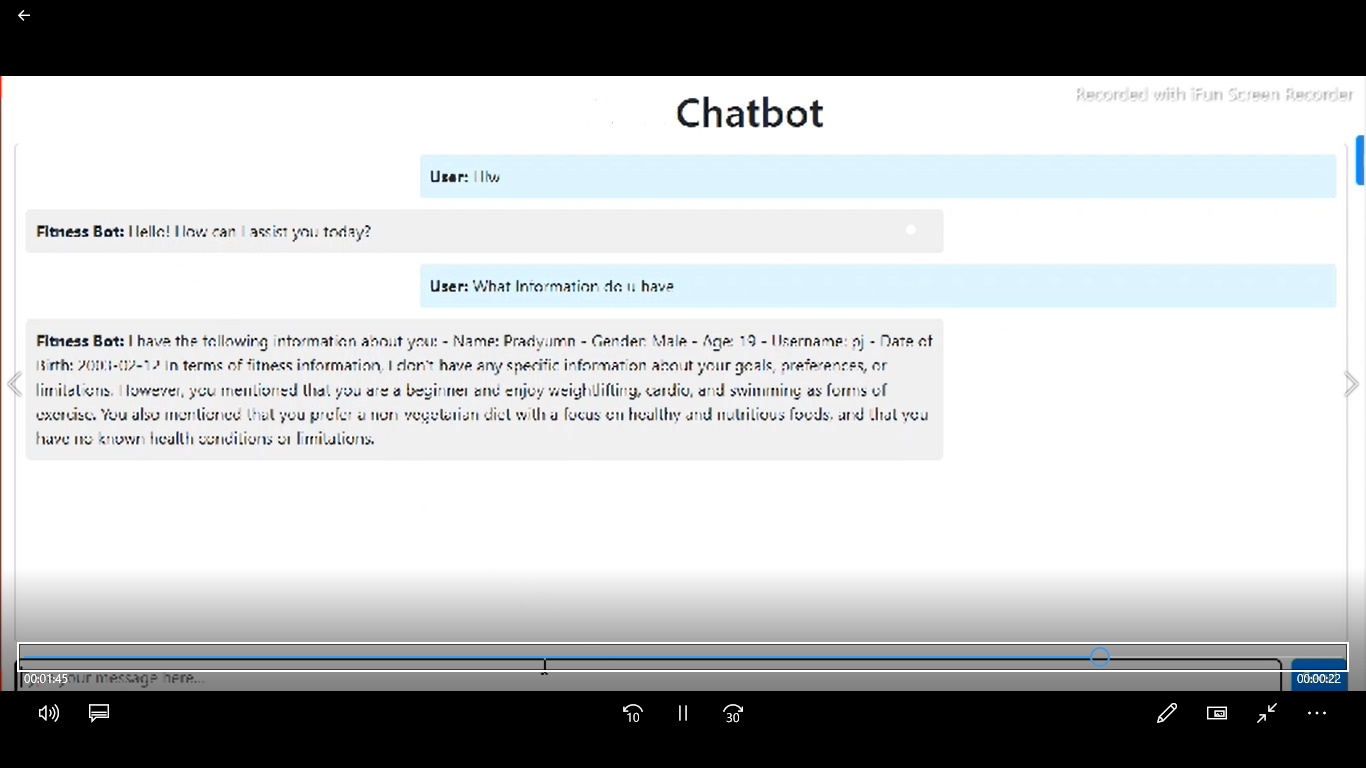 Chatbot
Recorded with iFun Screen Recorder
User: Hlw
Fitness Bot: Hello! How can I assist you today?
User: What Information do u have
Fitness Bot: I have the following information about you: - Name: Pradyumn - Gender: Male - Age: 19 - Username: pj - Date of
Birth: 2003-02-12 In terms of fitness information, I don't have any specific information about your goals, preferences, or
limitations. However, you mentioned that you are a beginner and enjoy weightlifting, cardio, and swimming as forms of
exercise. You also mentioned that you prefer a non-vegetarian diet with a focus on healthy and nutritious foods, and that you
have no known health conditions or limitations.
your message here...
00:01:45
00:00:22
10
30